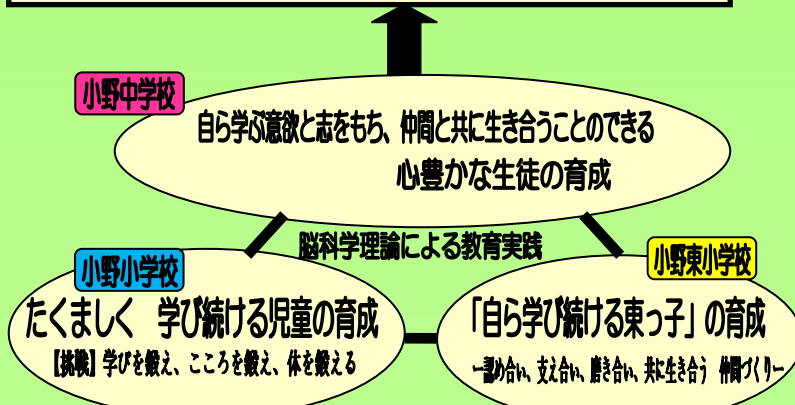 小野中学校
自ら学ぶ意欲と志をもち、仲間と共に生き合うことのできる
心豊かな生徒の育成
脳科学理論による教育実践
小野小学校
たくましく　学び続ける児童の育成
【挑戦】学びを鍛え、こころを鍛え、体を鍛える
小野東小学校
「自ら学び続ける東っ子」の育成
ー認め合い、支え合い、磨き合い、共に生き合う　仲間づくりー